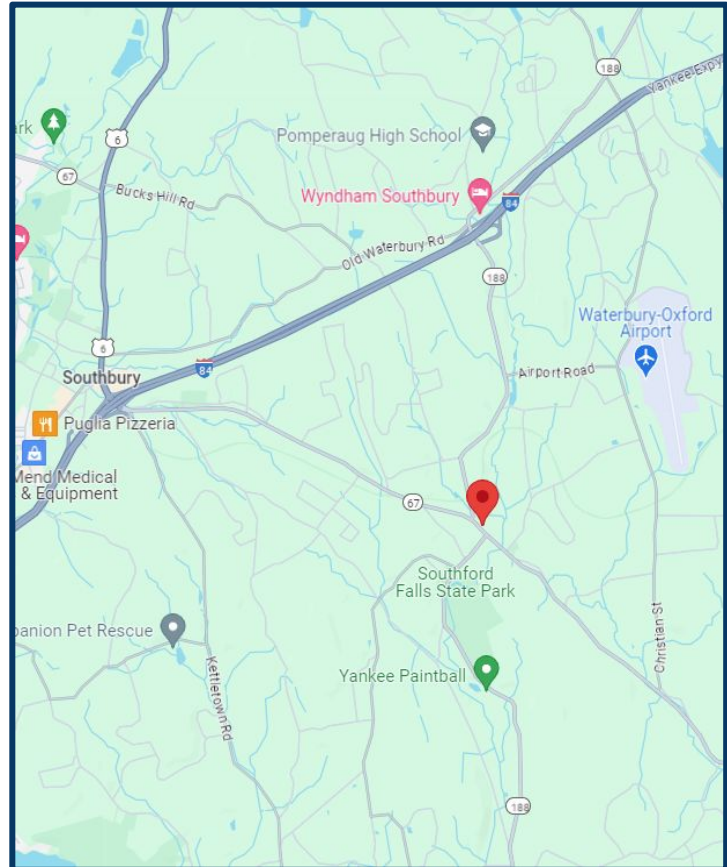 188
Yankee Expy
6
Pomperaug High School
67
Bucks Hill Rd
Wyndham Southbury
84
Old Waterbury Rd
188
Waterbury-Oxford
Airport
6
84
Airport Road
Southbury
Puglia Pizzeria
Mend Medical
& Equipment
67
Southford
Falls State Park
Christian St
Kettletown Rd
Pet Rescue
Yankee Paintball
188